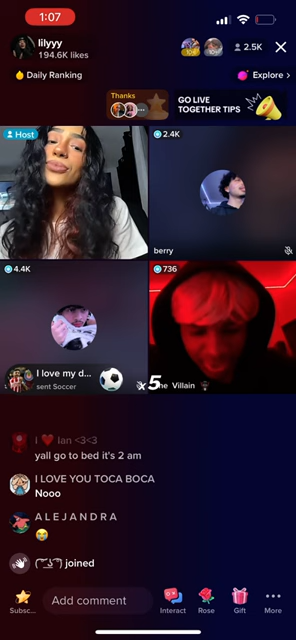 1:07
lilyyy
194.6K likes
2.5K
Daily Ranking
Explore >
Thanks
GO LIVE
TOGETHER TIPS
Host
2.4K
berry
4.4K
736
I love my d...
sent Soccer
x5
The Villain
I ❤️ Ian <3<3
yall go to bed it's 2 am
I LOVE YOU TOCA BOCA
Nooo
A L E J A N D R A
😭
joined
Subsc...
Add comment
Interact
Rose
Gift
More